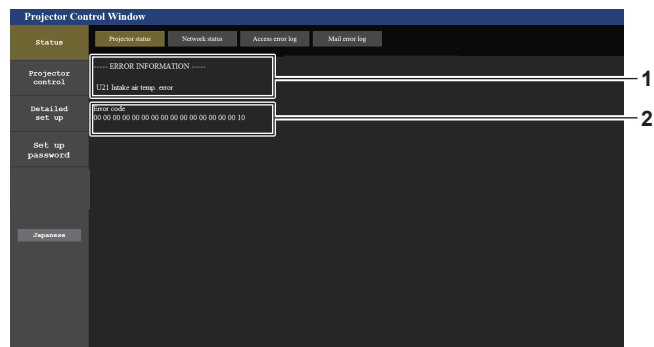 Projector Control Window
Status
Projector status
Network status
Access error log
Mail error log
----- ERROR INFORMATION -----
U21 Intake air temp. error
1
Error code
00 00 00 00 00 00 00 00 00 00 00 00 00 00 00 10
2
Projector
control
Detailed
set up
Set up
password
Japanese